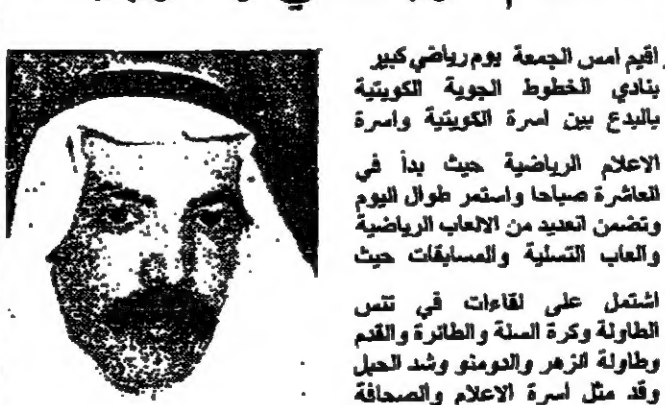 اقيم امس الجمعة يوم رياضي كبير
بنادي الخطوط الجوية الكويتية
بالبدع بين اسرة الكويتية واسرة
الاعلام الرياضية حيث بدأ في
العاشرة صباحا واستمر طوال اليوم
وتضمن العديد من الالعاب الرياضية
والعاب التسلية والمسابقات حيث
اشتمل على لقاءات في تنس
الطاولة وكرة السلة والطائرة والقدم
وطاولة الزهر والدومنو وشد الحبل
وقد مثل اسرة الاعلام والصحافة